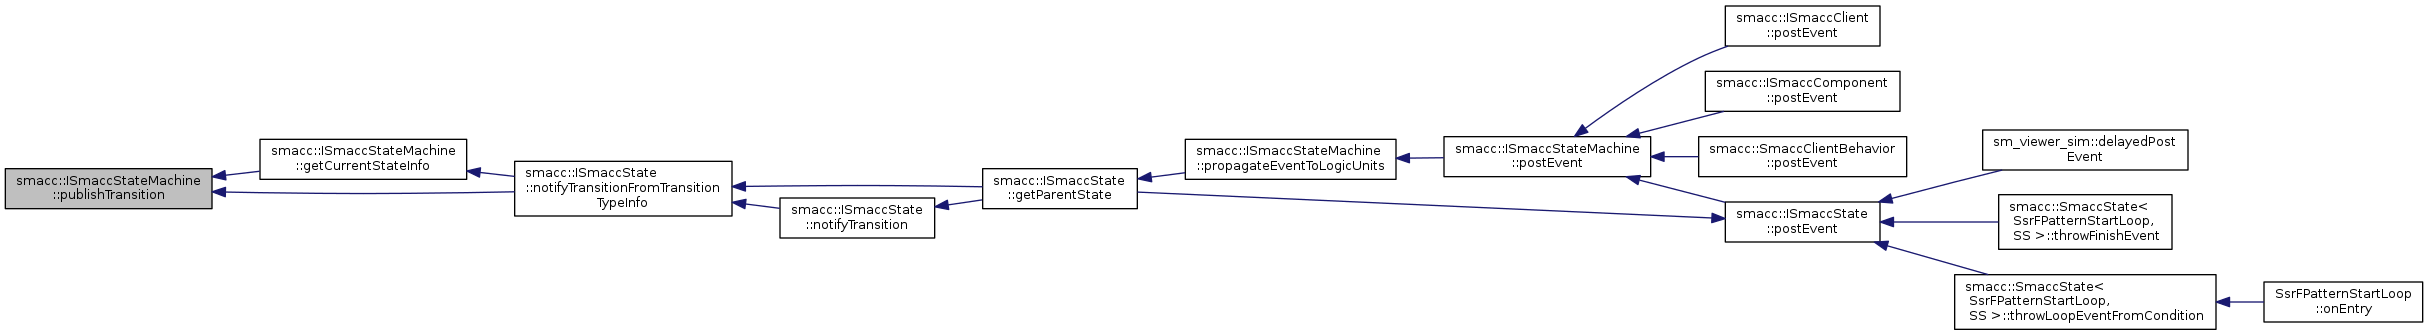 smacc::ISmaccStateMachine
::publishTransition
smacc::ISmaccStateMachine
::getCurrentStateInfo
smacc::ISmaccState
::notifyTransitionFromTransition
TypeInfo
smacc::ISmaccState
::notifyTransition
smacc::ISmaccState
::getParentState
smacc::ISmaccStateMachine
::propagateEventToLogicUnits
smacc::ISmaccStateMachine
::postEvent
smacc::ISmaccClient
::postEvent
smacc::ISmaccComponent
::postEvent
smacc::SmaccClientBehavior
::postEvent
smacc::ISmaccState
::postEvent
sm_viewer_sim::delayedPost
Event
smacc::SmaccState<
SsrFPatternStartLoop,
SS >::throwFinishEvent
smacc::SmaccState<
SsrFPatternStartLoop,
SS >::throwLoopEventFromCondition
SsrFPatternStartLoop
::onEntry